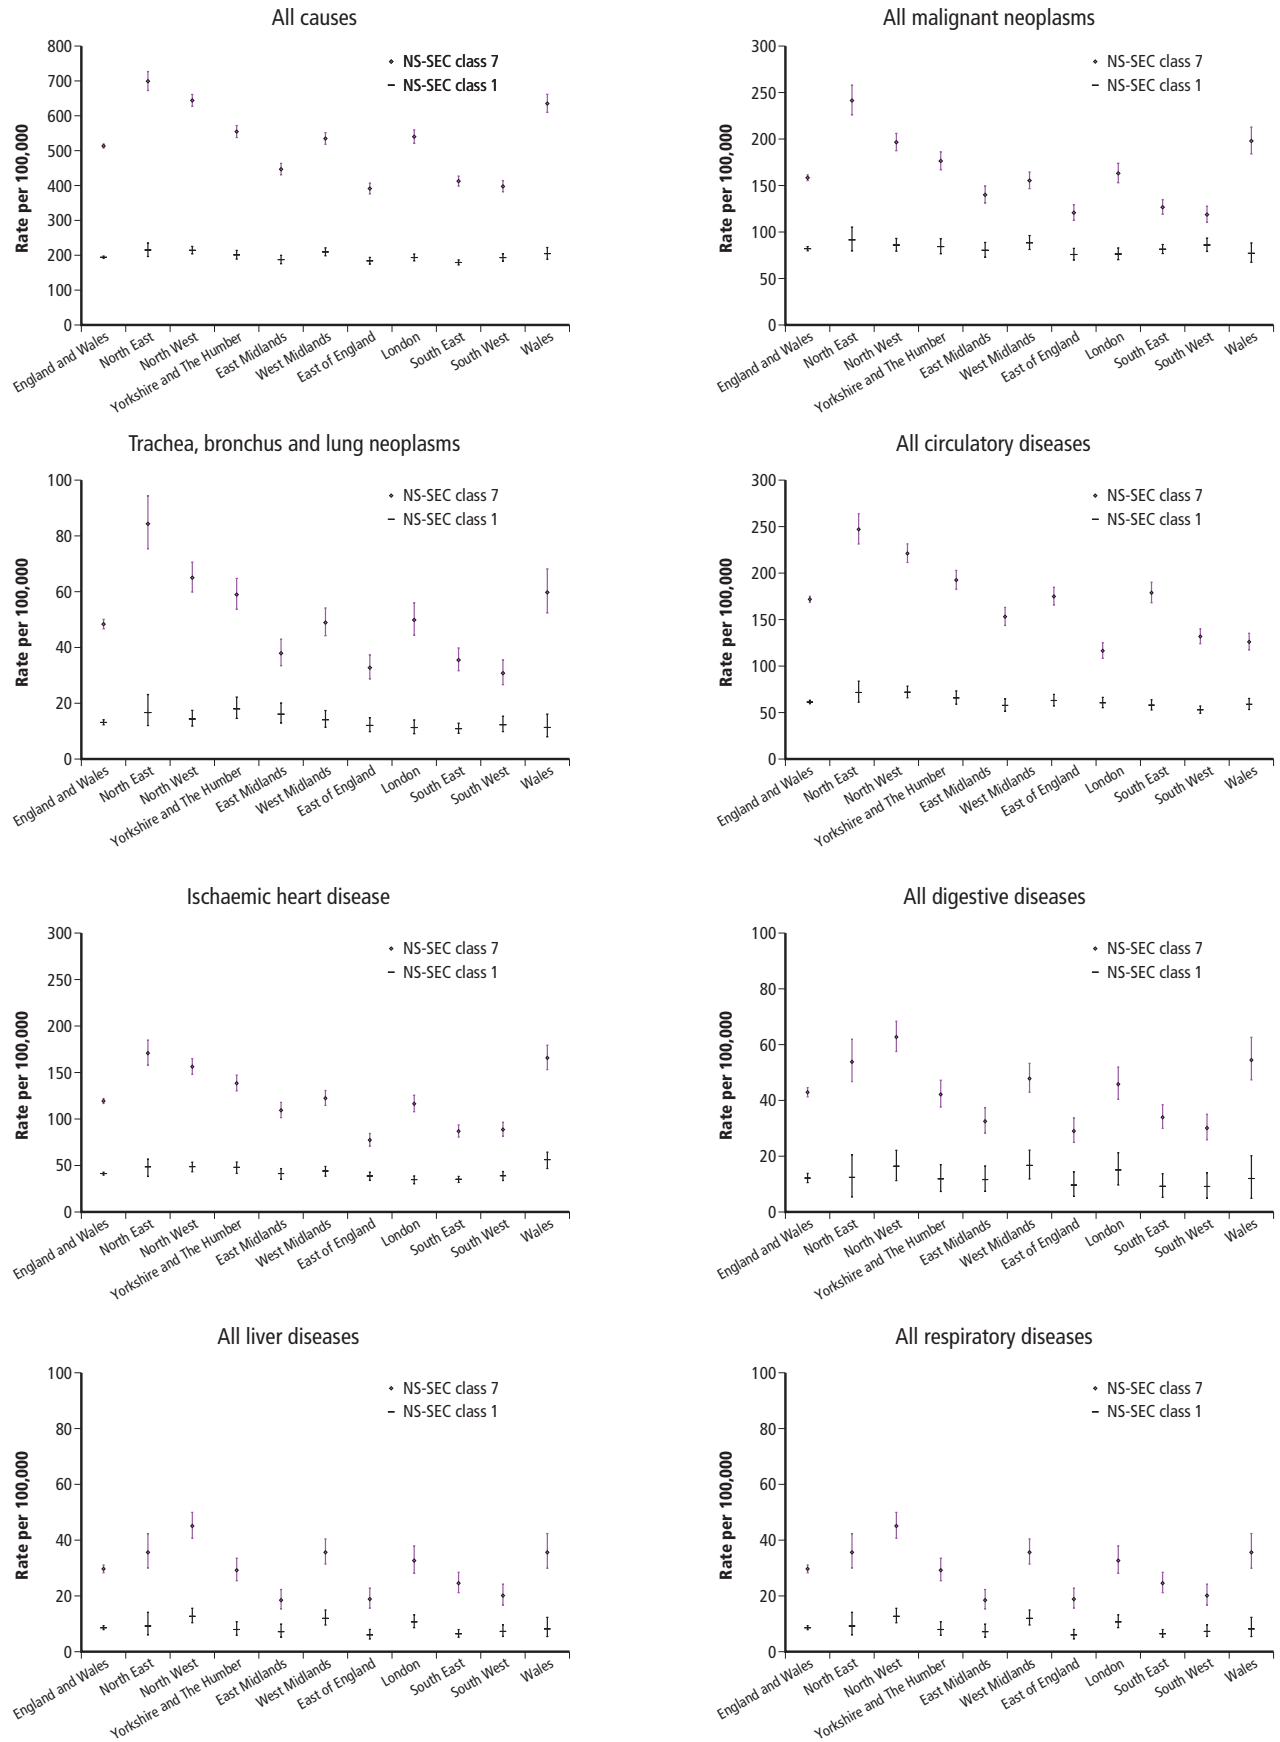 All causes
800
700
600
500
400
300
200
100
0
Rate per 100,000
NS-SEC class 7
NS-SEC class 1
England and Wales
North East
North West
Yorkshire and The Humber
East Midlands
West Midlands
East of England
London
South East
South West
Wales
All malignant neoplasms
300
250
200
150
100
50
0
Rate per 100,000
NS-SEC class 7
NS-SEC class 1
England and Wales
North East
North West
Yorkshire and The Humber
East Midlands
West Midlands
East of England
London
South East
South West
Wales
Trachea, bronchus and lung neoplasms
100
80
60
40
20
0
Rate per 100,000
NS-SEC class 7
NS-SEC class 1
England and Wales
North East
North West
Yorkshire and The Humber
East Midlands
West Midlands
East of England
London
South East
South West
Wales
All circulatory diseases
300
250
200
150
100
50
0
Rate per 100,000
NS-SEC class 7
NS-SEC class 1
England and Wales
North East
North West
Yorkshire and The Humber
East Midlands
West Midlands
East of England
London
South East
South West
Wales
Ischaemic heart disease
300
250
200
150
100
50
0
Rate per 100,000
NS-SEC class 7
NS-SEC class 1
England and Wales
North East
North West
Yorkshire and The Humber
East Midlands
West Midlands
East of England
London
South East
South West
Wales
All digestive diseases
100
80
60
40
20
0
Rate per 100,000
NS-SEC class 7
NS-SEC class 1
England and Wales
North East
North West
Yorkshire and The Humber
East Midlands
West Midlands
East of England
London
South East
South West
Wales
All liver diseases
100
80
60
40
20
0
Rate per 100,000
NS-SEC class 7
NS-SEC class 1
England and Wales
North East
North West
Yorkshire and The Humber
East Midlands
West Midlands
East of England
London
South East
South West
Wales
All respiratory diseases
100
80
60
40
20
0
Rate per 100,000
NS-SEC class 7
NS-SEC class 1
England and Wales
North East
North West
Yorkshire and The Humber
East Midlands
West Midlands
East of England
London
South East
South West
Wales